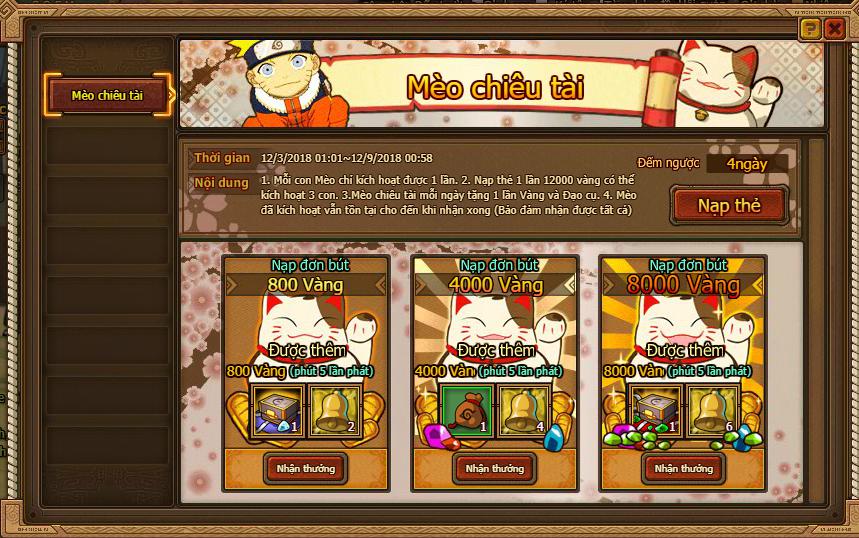 Mèo chiêu tài
Mèo chiêu tài
Thời gian 12/3/2018 01:01~12/9/2018 00:58
Đếm ngược 4ngày
Nội dung 1. Mỗi con Mèo chỉ kích hoạt được 1 lần. 2. Nạp thẻ 1 lần 12000 vàng có thể
kích hoạt 3 con. 3.Mèo chiêu tài mỗi ngày tặng 1 lần Vàng và Đạo cụ. 4. Mèo
đã kích hoạt vẫn tồn tại cho đến khi nhận xong (Bảo đảm nhận được tất cả)
Nạp thẻ
Nạp đơn bút
800 Vàng
Được thêm
800 Vàng (phút 5 lần phát)
1 2
Nhận thưởng
Nạp đơn bút
4000 Vàng
Được thêm
4000 Vàn (phút 5 lần phát)
1 4
Nhận thưởng
Nạp đơn bút
8000 Vàng
Được thêm
8000 Vàn (phút 5 lần phát)
1 6
Nhận thưởng